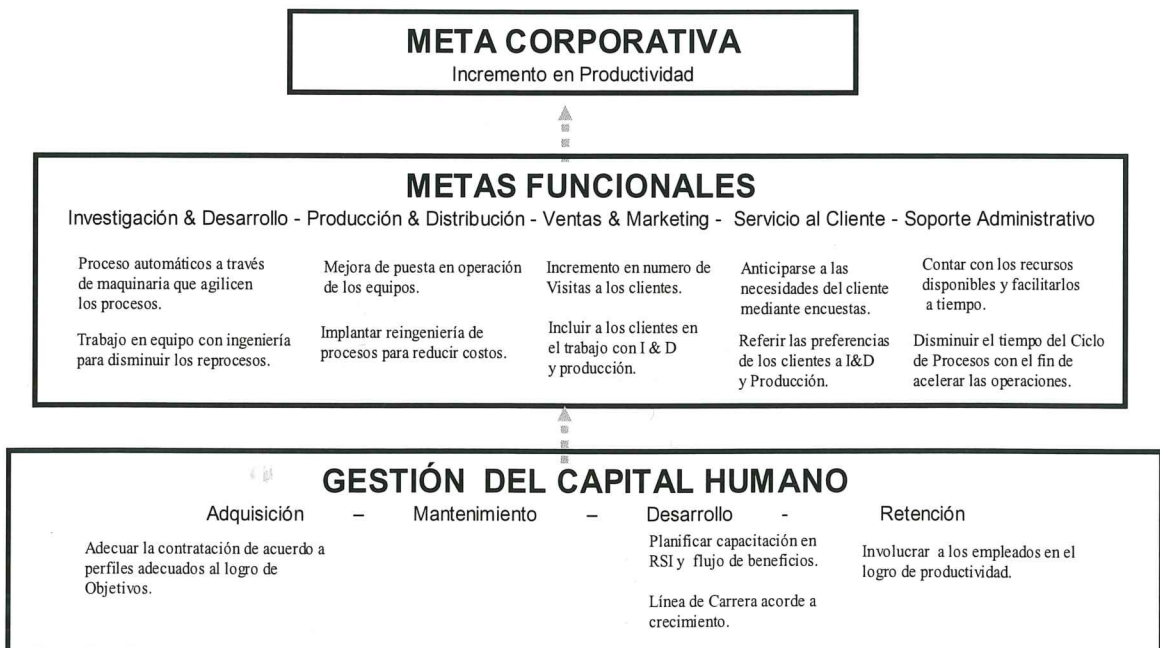 META CORPORATIVA
Incremento en Productividad
METAS FUNCIONALES
Investigación & Desarrollo - Producción & Distribución - Ventas & Marketing - Servicio al Cliente - Soporte Administrativo
Proceso automáticos a través
de maquinaria que agilicen
los procesos.
Trabajo en equipo con ingeniería
para disminuir los reprocesos.
Mejora de puesta en operación
de los equipos.
Implantar reingeniería de
procesos para reducir costos.
Incremento en numero de
Visitas a los clientes.
Incluir a los clientes en
el trabajo con I & D
y producción.
Anticiparse a las
necesidades del cliente
mediante encuestas.
Referir las preferencias
de los clientes a I&D
y Producción.
Contar con los recursos
disponibles y facilitarlos
a tiempo.
Disminuir el tiempo del Ciclo
de Procesos con el fin de
acelerar las operaciones.
GESTIÓN DEL CAPITAL HUMANO
Adquisición – Mantenimiento – Desarrollo - Retención
Adecuar la contratación de acuerdo a
perfiles adecuados al logro de
Objetivos.
Planificar capacitación en
RSI y flujo de beneficios.
Línea de Carrera acorde a
crecimiento.
Involucrar a los empleados en el
logro de productividad.